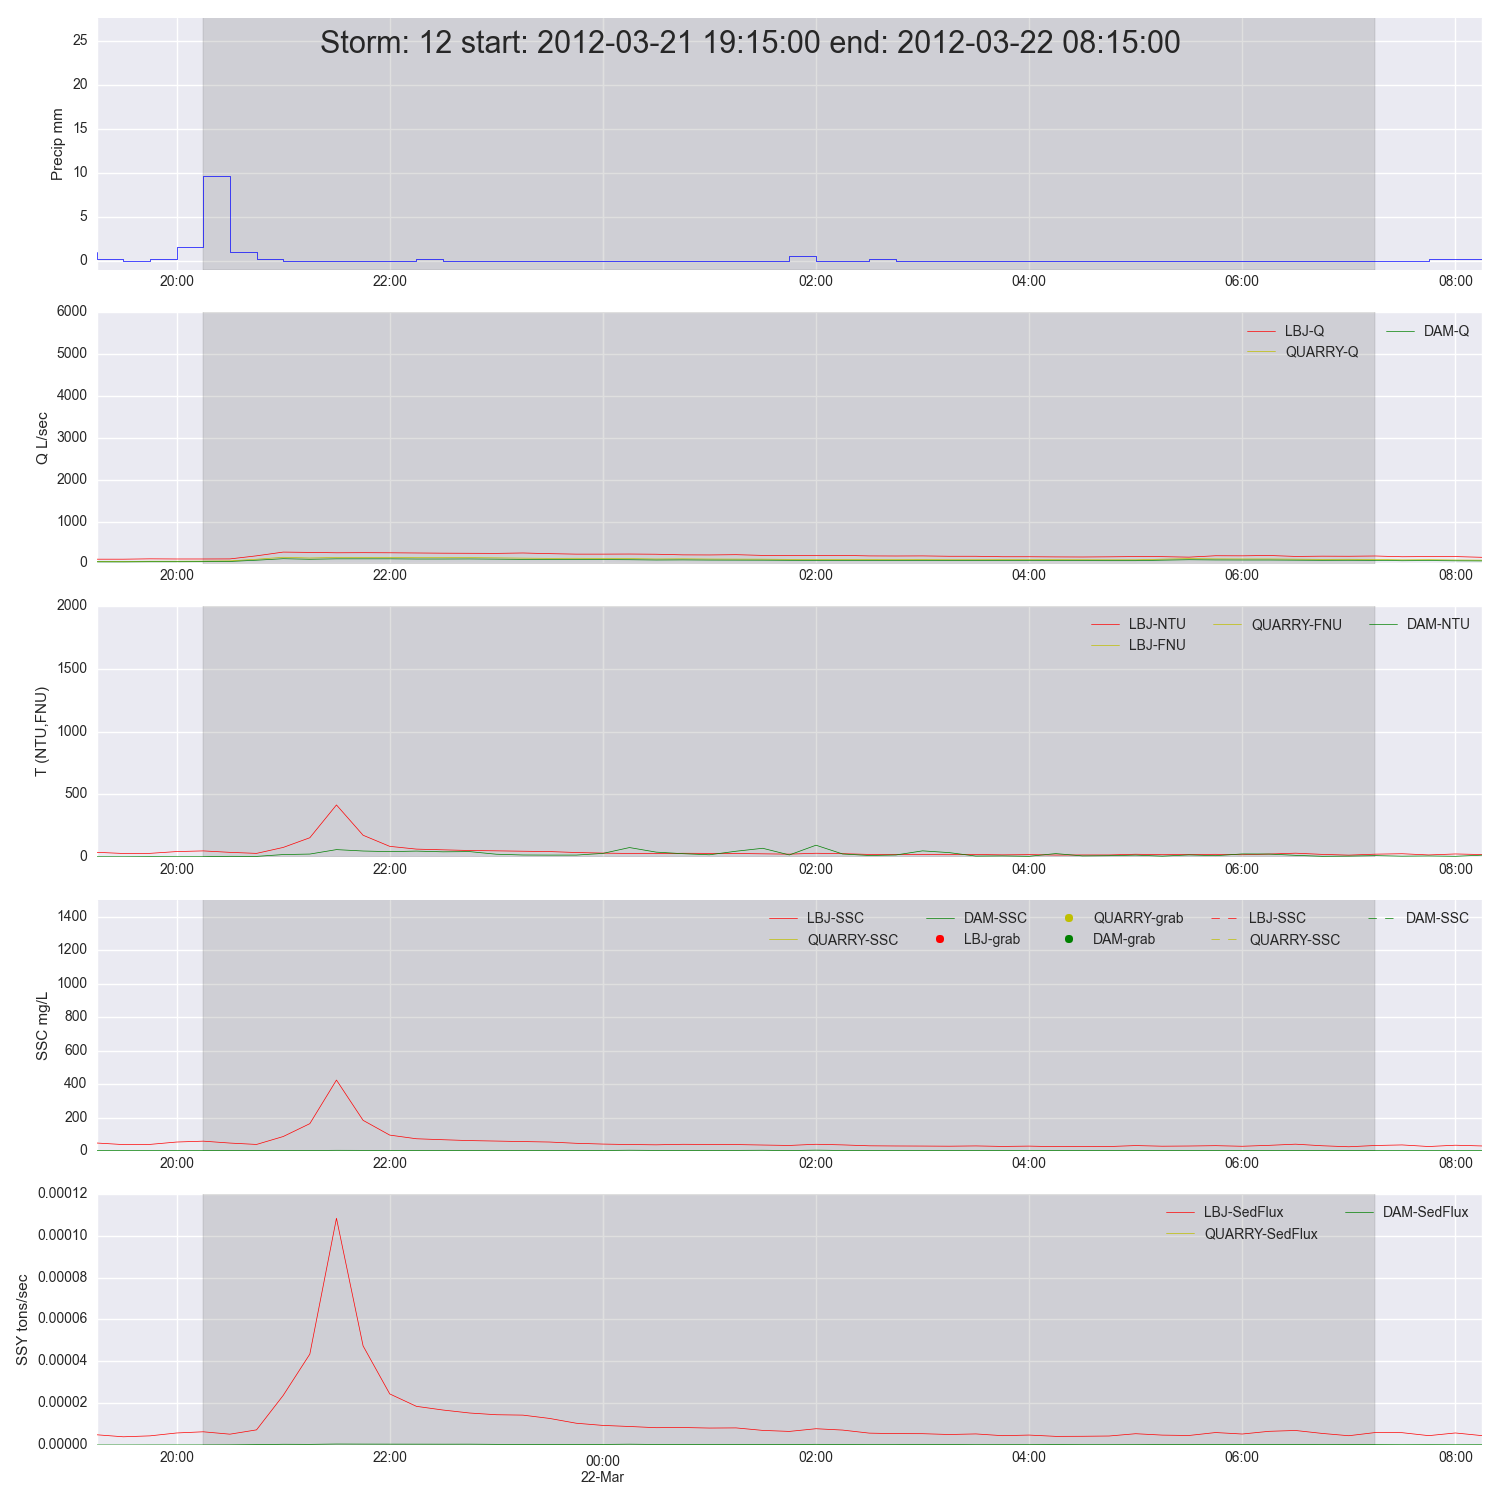 Storm: 12 start: 2012-03-21 19:15:00 end: 2012-03-22 08:15:00
Precip mm
25
20
15
10
5
0
20:00 22:00 02:00 04:00 06:00 08:00
Q L/sec
6000
5000
4000
3000
2000
1000
0
LBJ-Q DAM-Q
QUARRY-Q
20:00 22:00 02:00 04:00 06:00 08:00
T (NTU,FNU)
2000
1500
1000
500
0
LBJ-NTU QUARRY-FNU DAM-NTU
LBJ-FNU
20:00 22:00 02:00 04:00 06:00 08:00
SSC mg/L
1400
1200
1000
800
600
400
200
0
LBJ-SSC DAM-SSC QUARRY-grab LBJ-SSC DAM-SSC
QUARRY-SSC LBJ-grab DAM-grab QUARRY-SSC
20:00 22:00 02:00 04:00 06:00 08:00
SSY tons/sec
0.00012
0.00010
0.00008
0.00006
0.00004
0.00002
0.00000
LBJ-SedFlux DAM-SedFlux
QUARRY-SedFlux
20:00 22:00 00:00 02:00 04:00 06:00 08:00
22-Mar